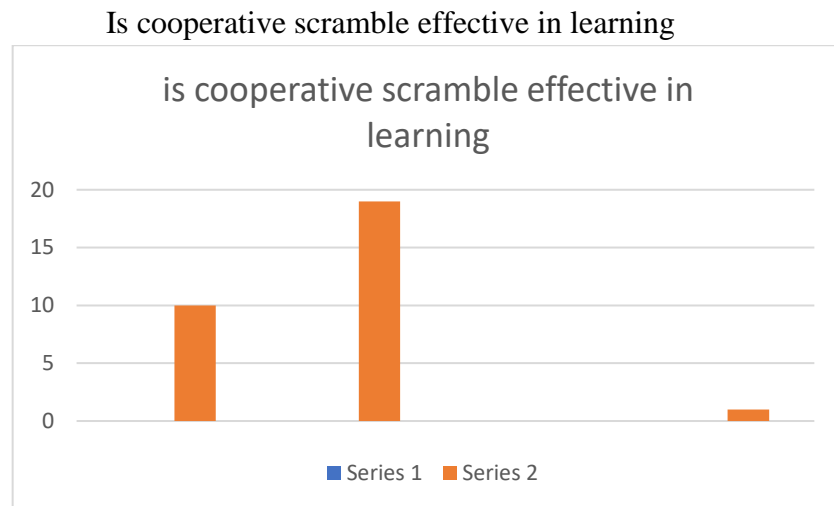 Is cooperative scramble effective in learning
is cooperative scramble effective in
learning
20
15
10
5
0
Series 1 Series 2